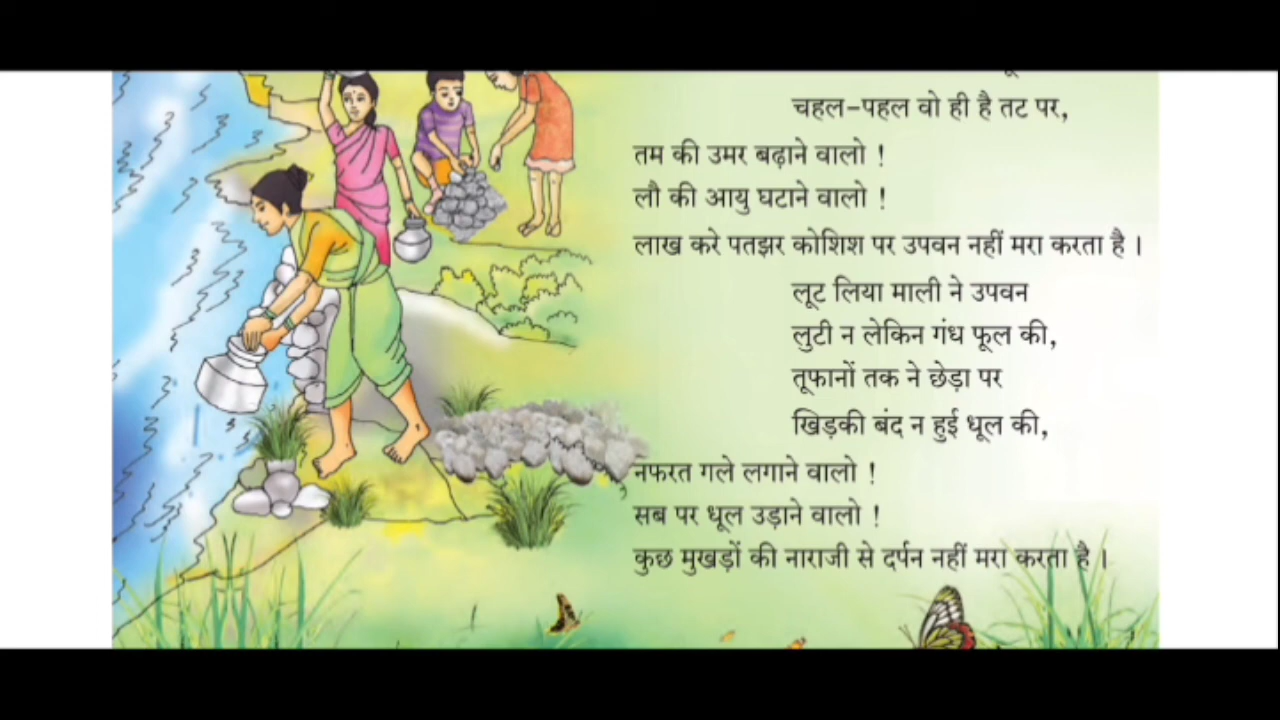 चहल-पहल वो ही है तट पर,
तम की उमर बढ़ाने वालो !
लौ की आयु घटाने वालो !
लाख करे पतझर कोशिश पर उपवन नहीं मरा करता है ।
लूट लिया माली ने उपवन
लुटी न लेकिन गंध फूल की,
तूफानों तक ने छेड़ा पर
खिड़की बंद न हुई धूल की,
नफरत गले लगाने वालो !
सब पर धूल उड़ाने वालो !
कुछ मुखड़ों की नाराजी से दर्पन नहीं मरा करता है ।